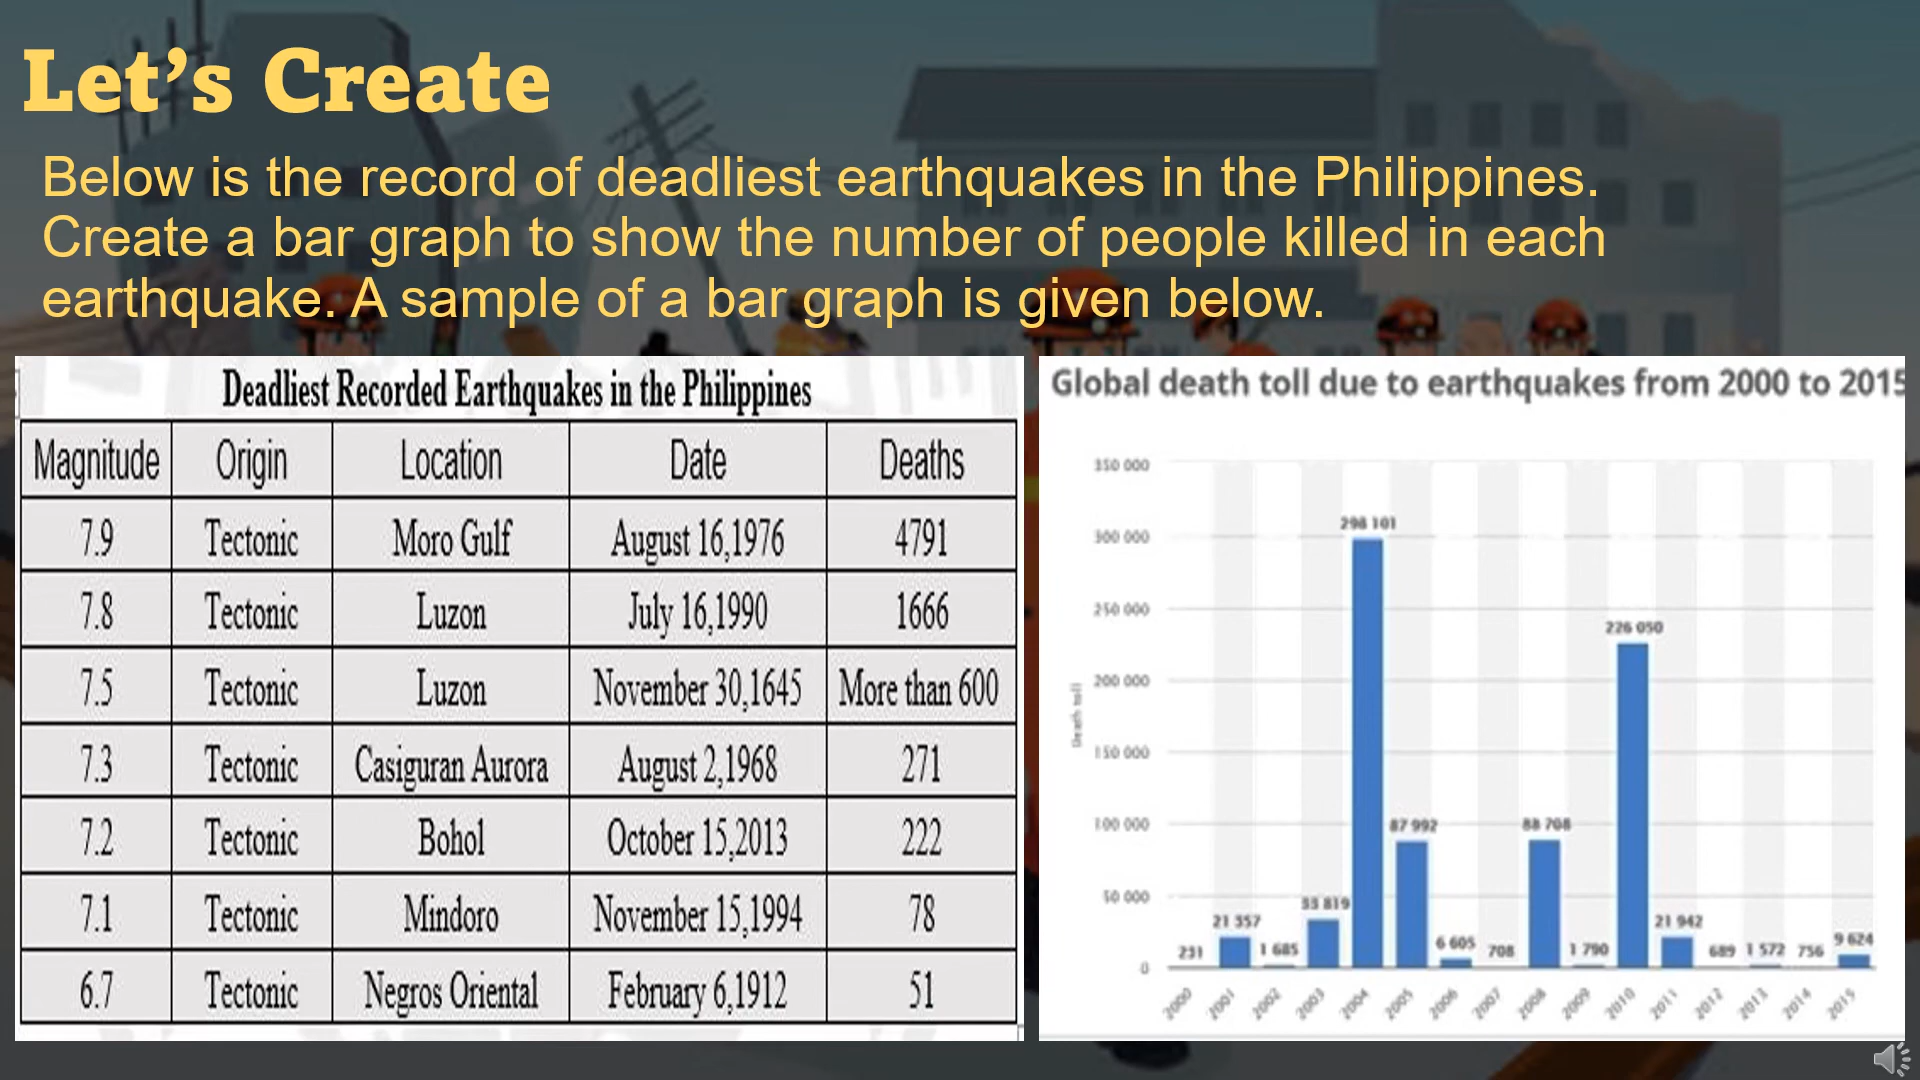 Let’s Create
Below is the record of deadliest earthquakes in the Philippines.
Create a bar graph to show the number of people killed in each
earthquake. A sample of a bar graph is given below.
Deadliest Recorded Earthquakes in the Philippines
Magnitude Origin Location Date Deaths
7.9 Tectonic Moro Gulf August 16,1976 4791
7.8 Tectonic Luzon July 16,1990 1666
7.5 Tectonic Luzon November 30,1645 More than 600
7.3 Tectonic Casiguran Aurora August 2,1968 271
7.2 Tectonic Bohol October 15,2013 222
7.1 Tectonic Mindoro November 15,1994 78
6.7 Tectonic Negros Oriental February 6,1912 51
Global death toll due to earthquakes from 2000 to 2015
350 000
300 000
250 000
200 000
150 000
100 000
50 000
0
Death toll
231
21 357
1 685
33 819
298 101
87 992
6 605
708
88 708
1 790
226 050
21 942
689
1 572
756
9 624
2000 2001 2002 2003 2004 2005 2006 2007 2008 2009 2010 2011 2012 2013 2014 2015